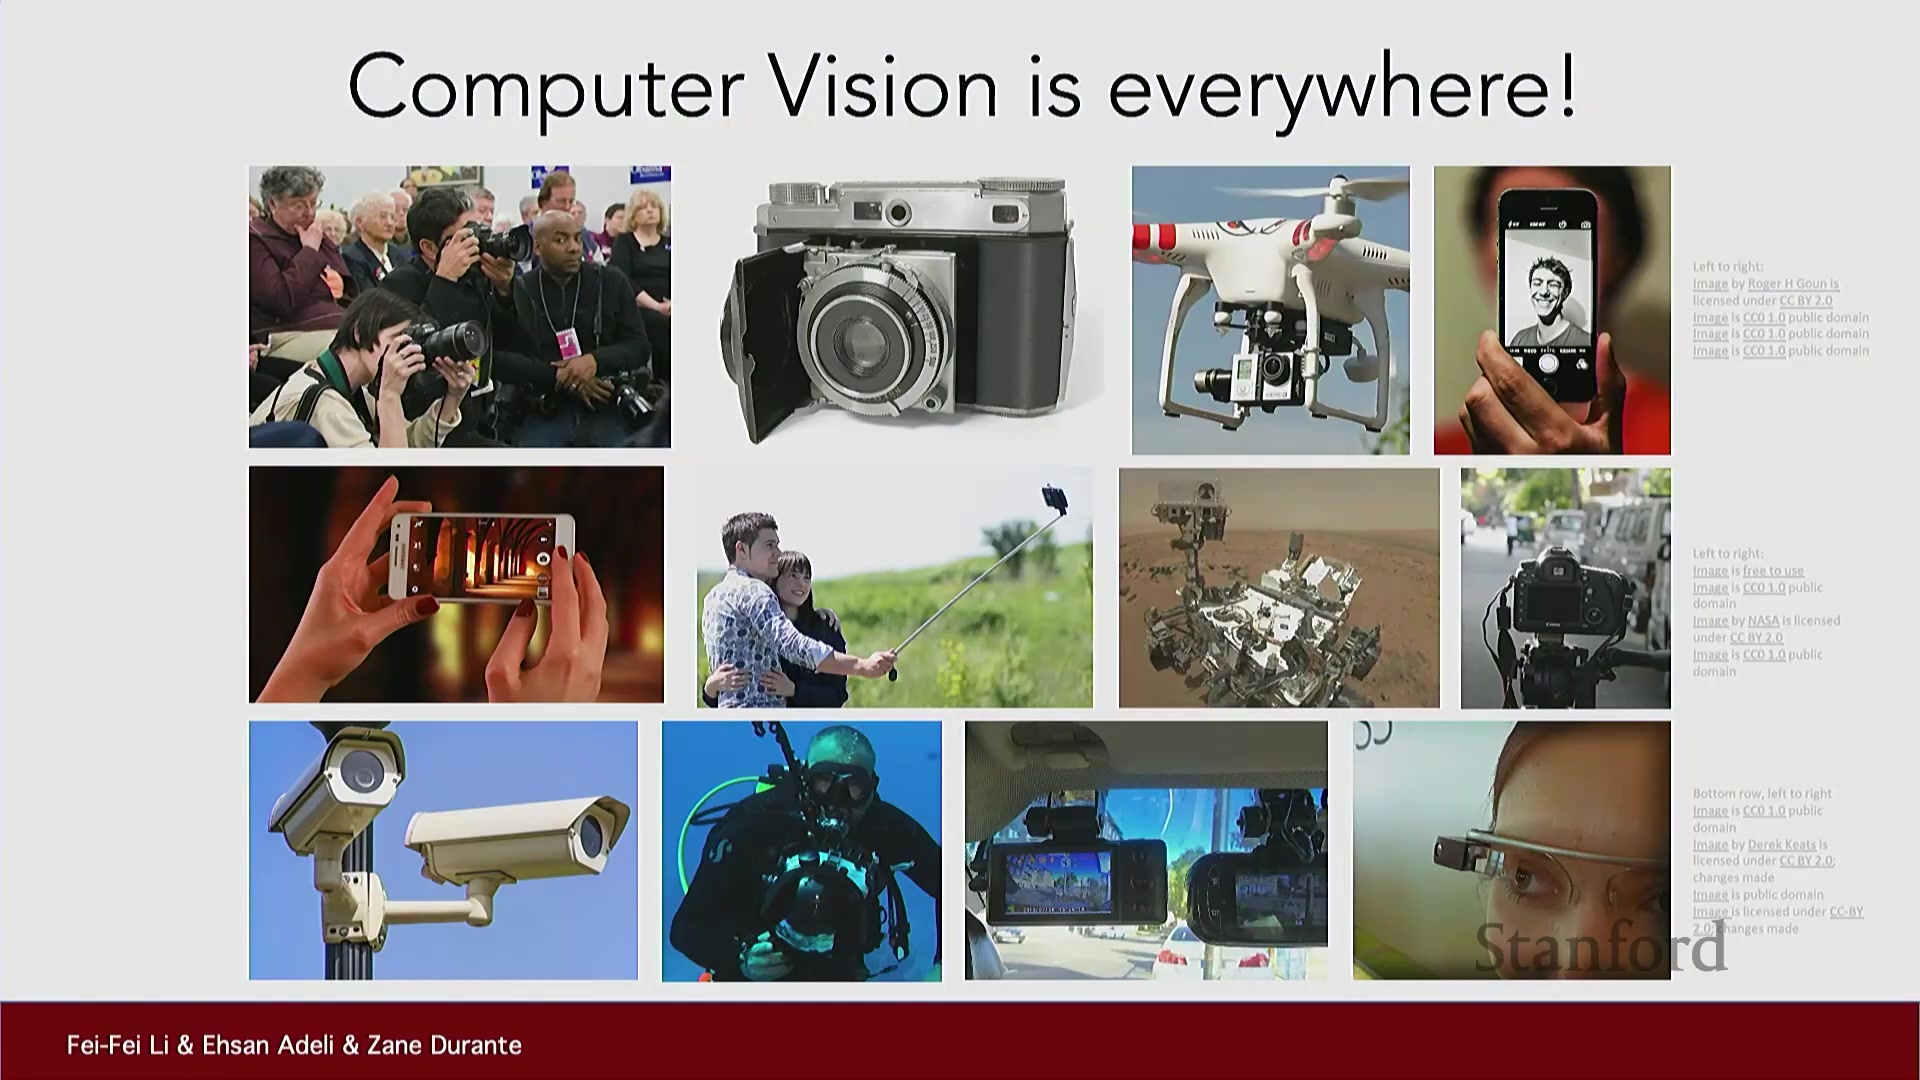 Computer Vision is everywhere!
Left to right:
Image by Roger H Goun is
licensed under CC BY 2.0
Image is CC0 1.0 public domain
Image is CC0 1.0 public domain
Image is CC0 1.0 public domain
Left to right:
Image is free to use
Image is CC0 1.0 public
domain
Image by NASA is licensed
under CC BY 2.0
Image is CC0 1.0 public
domain
Bottom row, left to right
Image is CC0 1.0 public
domain
Image by Derek Keats is
licensed under CC BY 2.0;
changes made
Image is public domain
Image is licensed under CC-BY
2.0; changes made
Stanford
Fei-Fei Li & Ehsan Adeli & Zane Durante